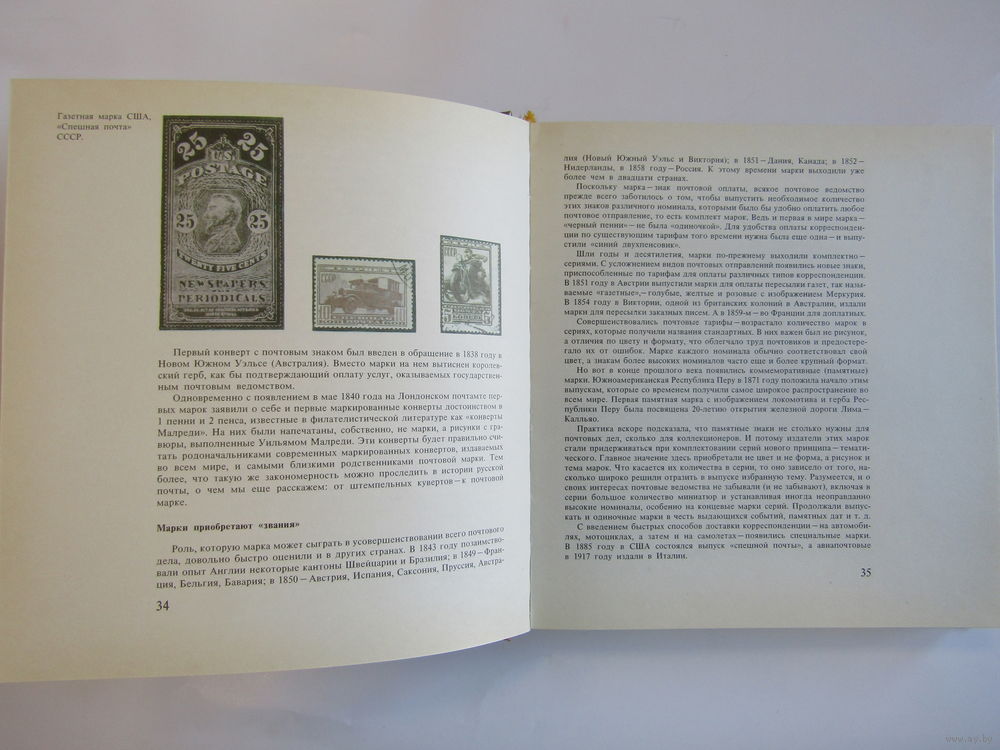 Газетная марка США,
«Спешная почта»
СССР.
25 25
U.S.
POSTAGE
25 25
TWENTY FIVE CENTS
NEWSPAPERS
PERIODICALS
СССР
СССР
Первый конверт с почтовым знаком был введен в обращение в 1838 году в
Новом Южном Уэльсе (Австралия). Вместо марки на нем вытиснен королев-
ский герб, как бы подтверждающий оплату услуг, оказываемых государствен-
ным почтовым ведомством.
Одновременно с появлением в мае 1840 года на Лондонском почтамте пер-
вых марок заявили о себе и первые маркированные конверты достоинством в
1 пенни и 2 пенса, известные в филателистической литературе как «конверты
Малреди». На них были напечатаны, собственно, не марки, а рисунки с гра-
вюры, выполненные Уильямом Малреди. Эти конверты будет правильно счи-
тать родоначальниками современных маркированных конвертов, издаваемых
во всем мире, и самыми близкими родственниками почтовой марки. Тем
более, что такую же закономерность можно проследить в истории русской
почты, о чем мы еще расскажем: от штемпельных кувертов—к почтовой
марке.
Марки приобретают «звания»
Роль, которую марка может сыграть в усовершенствовании всего почтового
дела, довольно быстро оценили и в других странах. В 1843 году позаимство-
вали опыт Англии некоторые кантоны Швейцарии и Бразилия; в 1849—Фран-
ция, Бельгия, Бавария; в 1850—Австрия, Испания, Саксония, Пруссия, Австра-
34
лия (Новый Южный Уэльс и Виктория); в 1851—Дания, Канада; в 1852—
Нидерланды, в 1858 году—Россия. К этому времени марки выходили уже
более чем в двадцати странах.
Поскольку марка—знак почтовой оплаты, всякое почтовое ведомство
прежде всего заботилось о том, чтобы выпустить необходимое количество
этих знаков различного номинала, которыми было бы удобно оплатить любое
почтовое отправление, то есть комплект марок. Ведь и первая в мире марка—
«черный пенни»—не была «одиночкой». Для удобства оплаты корреспонден-
ции по существующим тарифам того времени нужна была еще одна—и выпу-
стили «синий двухпенсовик».
Шли годы и десятилетия, марки по-прежнему выходили комплектно—
сериями. С усложнением видов почтовых отправлений появились новые знаки,
приспособленные по тарифам для оплаты различных типов корреспонденции.
В 1851 году в Австрии выпустили марки для оплаты пересылки газет, так назы-
ваемые «газетные»,—голубые, желтые и розовые с изображением Меркурия.
В 1854 году в Виктории, одной из британских колоний в Австралии, издали
марки для пересылки заказных писем. А в 1859-м—во Франции для доплатных.
Совершенствовались почтовые тарифы—возрастало количество марок в
сериях, которые получили названия стандартных. В них важен был не рисунок,
а отличия по цвету и формату, что облегчало труд почтовиков и предостере-
гало их от ошибок. Марке каждого номинала обычно соответствовал свой
цвет, а знакам более высоких номиналов часто еще и более крупный формат.
Но вот в конце прошлого века появились коммеморативные (памятные)
марки. Южноамериканская Республика Перу в 1871 году положила начало этим
выпускам, которые со временем получили самое широкое распространение во
всем мире. Первая памятная марка с изображением локомотива и герба Рес-
публики Перу была посвящена 20-летию открытия железной дороги Лима—
Кальяо.
Практика вскоре подсказала, что памятные знаки не столько нужны для
почтовых дел, сколько для коллекционеров. И потому издатели этих марок
стали придерживаться при комплектовании серий нового принципа—темати-
ческого. Главное значение здесь приобретали не цвет и не форма, а рисунок и
тема марок. Что касается их количества в серии, то оно зависело от того, на-
сколько широко решили отразить в выпуске избранную тему. Разумеется, и о
своих интересах почтовые ведомства не забывали (и не забывают), включая в
серии большое количество миниатюр и устанавливая иногда неоправданно
высокие номиналы, особенно на концевые марки серий. Продолжали выпус-
кать и одиночные марки в честь выдающихся событий, памятных дат и т. д.
С введением быстрых способов доставки корреспонденции—на автомоби-
лях, мотоциклах, а затем и на самолетах—появились специальные марки.
В 1885 году в США состоялся выпуск «спешной почты», а авиапочтовые
в 1917 году издали в Италии.
35
www.ay.by